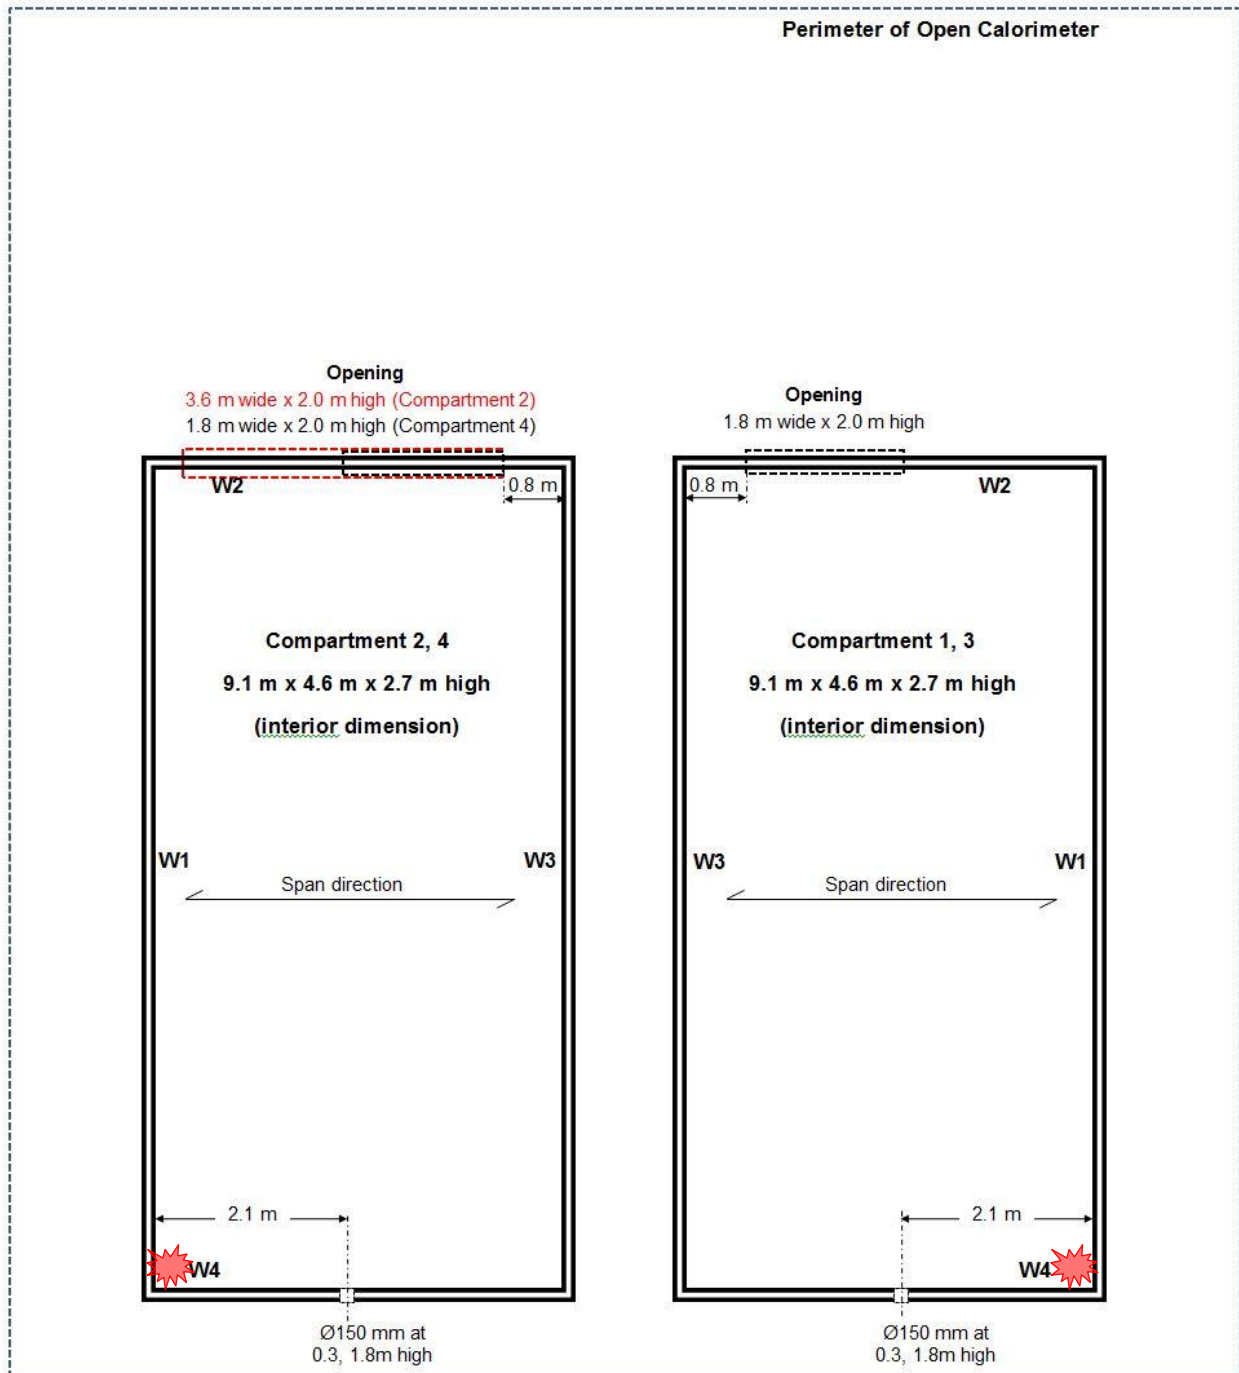 Perimeter of Open Calorimeter
Opening
3.6 m wide x 2.0 m high (Compartment 2)
1.8 m wide x 2.0 m high (Compartment 4)
Opening
1.8 m wide x 2.0 m high
W2
0.8 m
0.8 m
W2
Compartment 2, 4
9.1 m x 4.6 m x 2.7 m high
(interior dimension)
Compartment 1, 3
9.1 m x 4.6 m x 2.7 m high
(interior dimension)
W1
W3
Span direction
W3
W1
Span direction
2.1 m
W4
2.1 m
W4
Ø150 mm at
0.3, 1.8m high
Ø150 mm at
0.3, 1.8m high